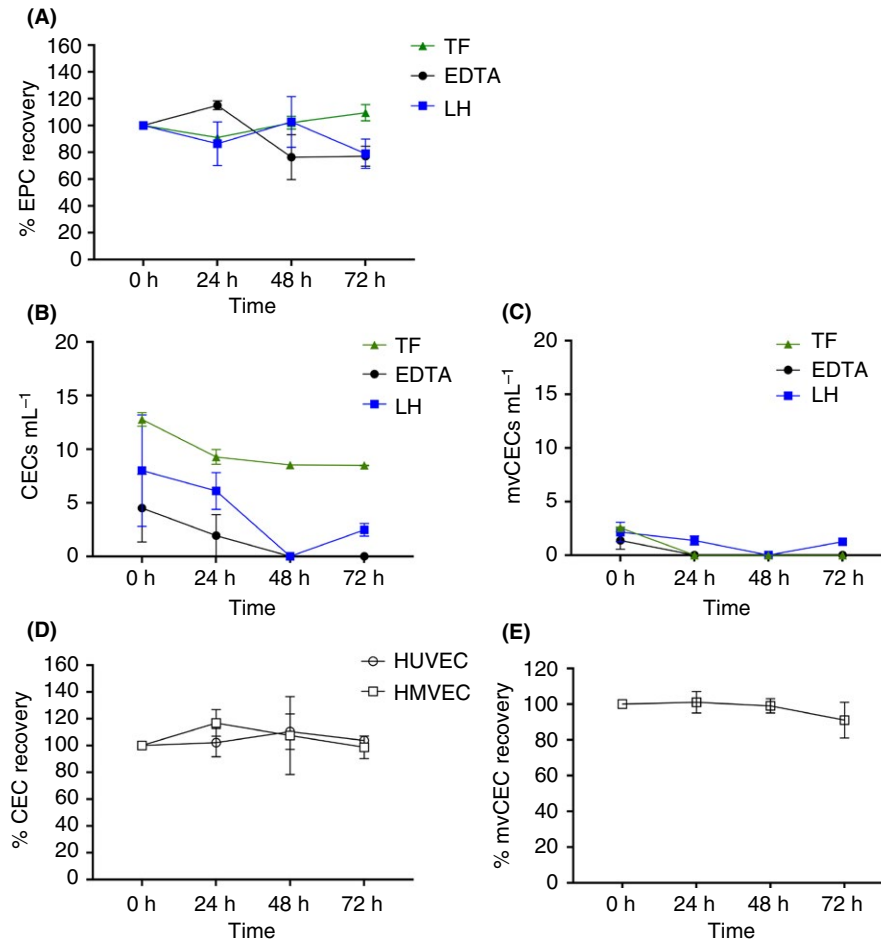 (A)
% EPC recovery
160
140
120
100
80
60
40
20
0
0 h 24 h 48 h 72 h
Time
TF
EDTA
LH
(B)
CECs mL−1
20
15
10
5
0
0 h 24 h 48 h 72 h
Time
TF
EDTA
LH
(C)
mvCECs mL−1
20
15
10
5
0
0 h 24 h 48 h 72 h
Time
TF
EDTA
LH
(D)
% CEC recovery
160
140
120
100
80
60
40
20
0
0 h 24 h 48 h 72 h
Time
HUVEC
HMVEC
(E)
% mvCEC recovery
120
100
80
60
40
20
0
0 h 24 h 48 h 72 h
Time